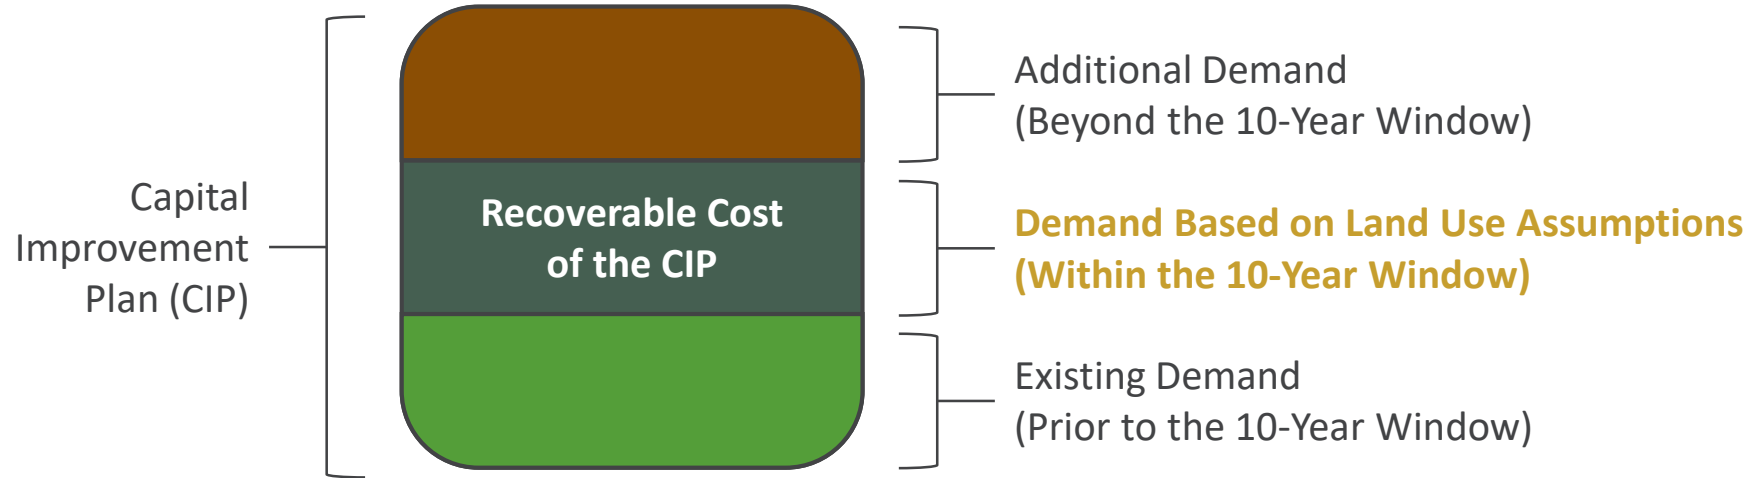 Capital
Improvement
Plan (CIP)
Recoverable Cost
of the CIP
Additional Demand
(Beyond the 10-Year Window)
Demand Based on Land Use Assumptions
(Within the 10-Year Window)
Existing Demand
(Prior to the 10-Year Window)